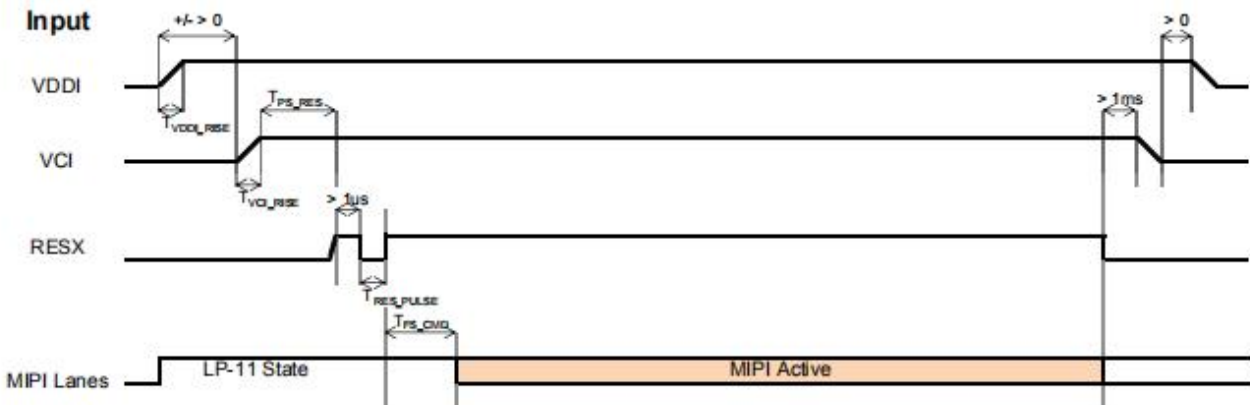 Input
+/- > 0
> 0
VDDI
TPS_RES
> 1ms
TVDDI_RISE
VCI
TVCI_RISE
> 1us
RESX
TRES_PULSE
TPS_CMD
LP-11 State
MIPI Active
MIPI Lanes